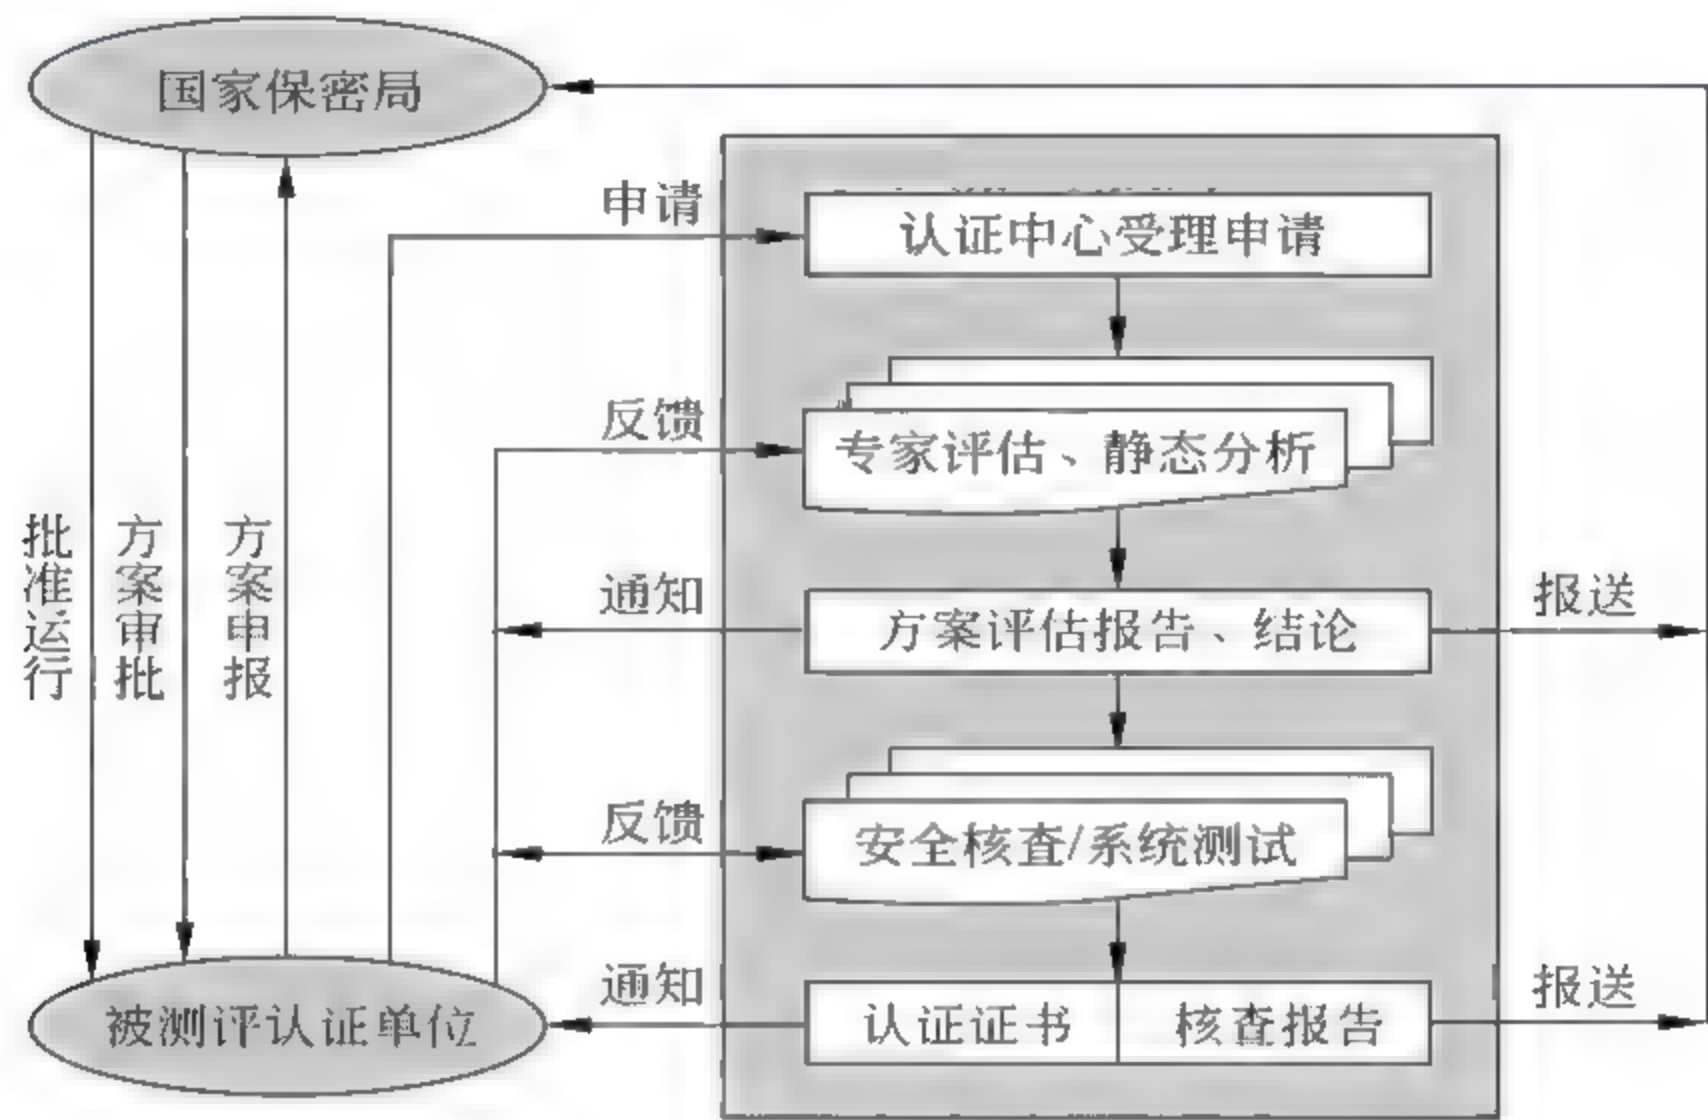 国家保密局
申请
认证中心受理申请
反馈
专家评估、静态分析
批准运行
方案审批
方案申报
通知
方案评估报告、结论
报送
反馈
安全核查/系统测试
通知
认证证书
核查报告
报送
被测评认证单位